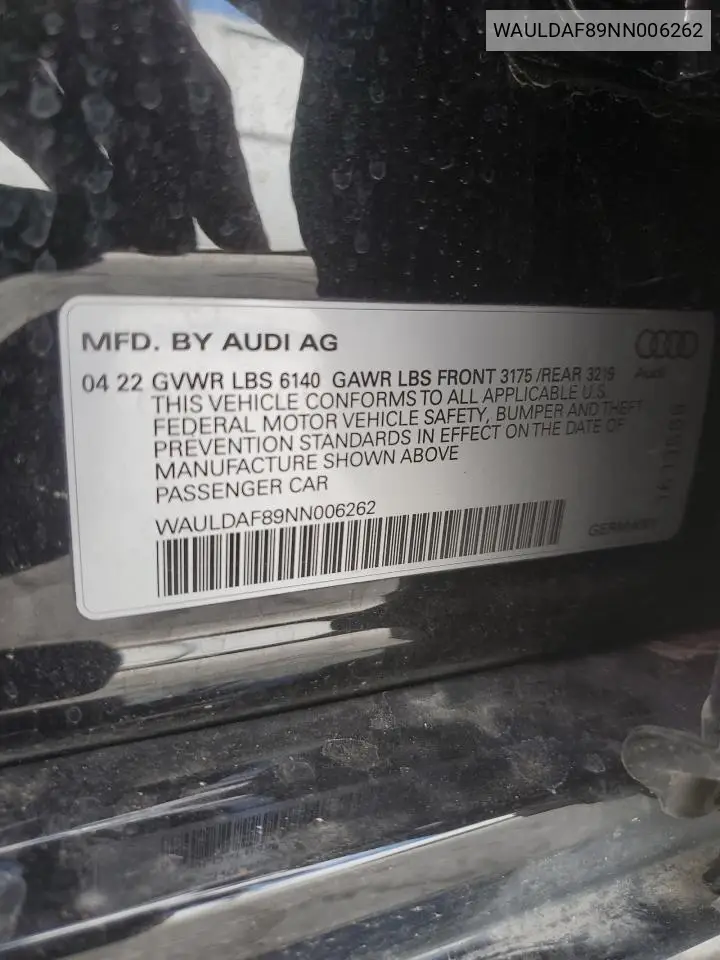 WAULDAF89NN006262
MFD. BY AUDI AG
Audi
04 22 GVWR LBS 6140 GAWR LBS FRONT 3175 /REAR 3219
THIS VEHICLE CONFORMS TO ALL APPLICABLE U.S.
FEDERAL MOTOR VEHICLE SAFETY, BUMPER AND THEFT
PREVENTION STANDARDS IN EFFECT ON THE DATE OF
MANUFACTURE SHOWN ABOVE
PASSENGER CAR
WAULDAF89NN006262
GERMANY